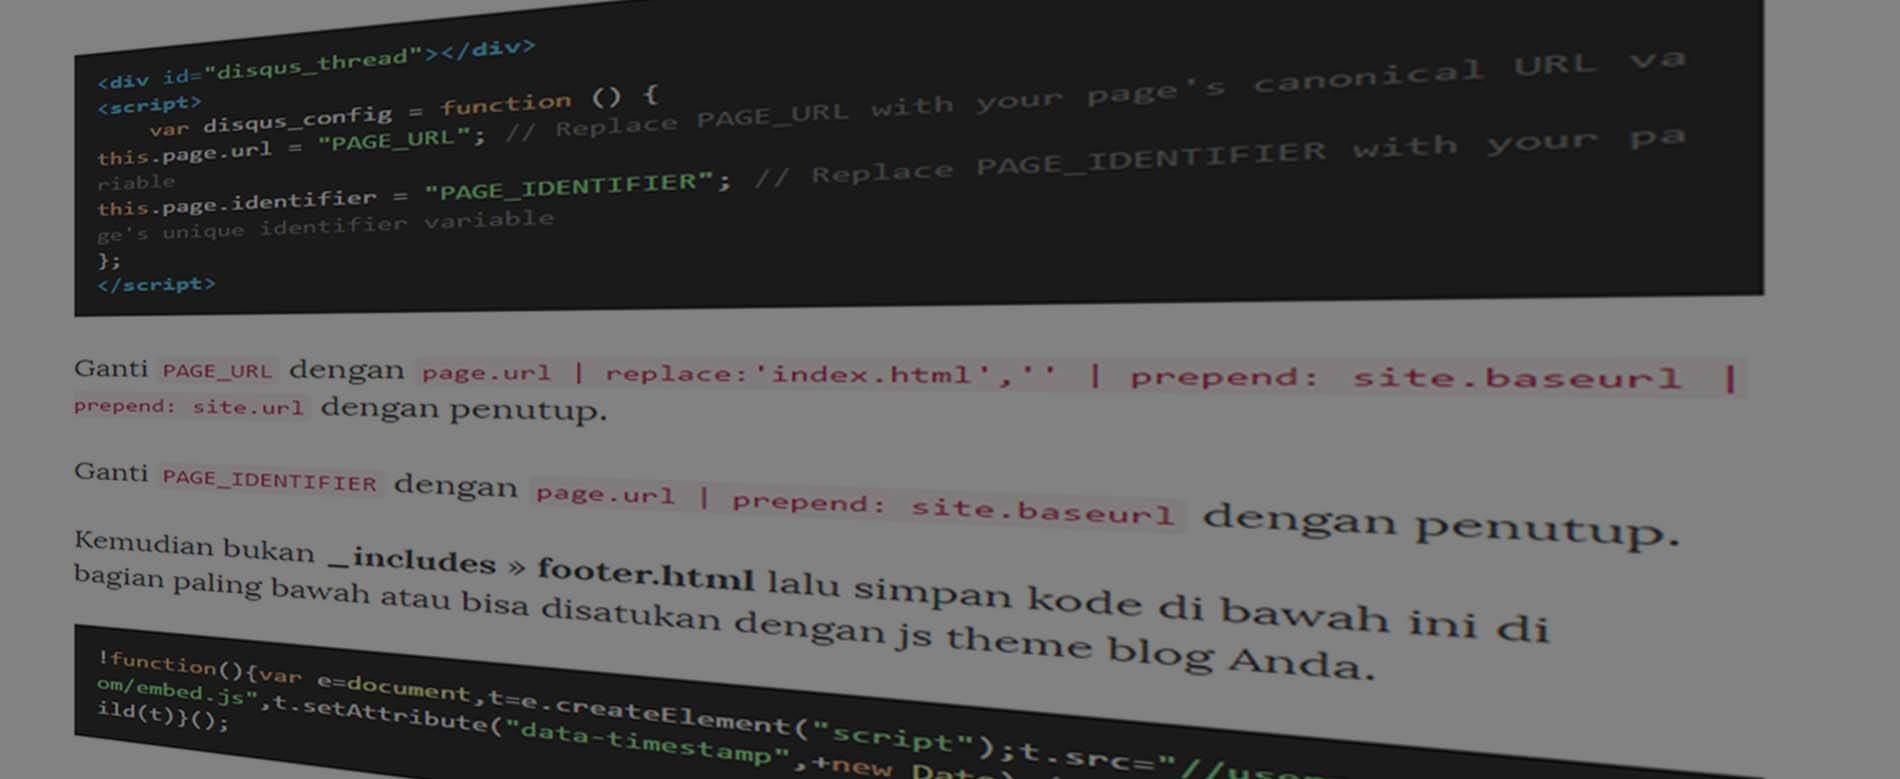 <div id="disqus_thread"></div>
<script>
var disqus_config = function () {
this.page.url = "PAGE_URL"; // Replace PAGE_URL with your page's canonical URL va
riable
this.page.identifier = "PAGE_IDENTIFIER"; // Replace PAGE_IDENTIFIER with your pa
ge's unique identifier variable
};
</script>
Ganti PAGE_URL dengan page.url | replace:'index.html','' | prepend: site.baseurl |
prepend: site.url dengan penutup.
Ganti PAGE_IDENTIFIER dengan page.url | prepend: site.baseurl dengan penutup.
Kemudian bukan _includes » footer.html lalu simpan kode di bawah ini di
bagian paling bawah atau bisa disatukan dengan js theme blog Anda.
!function(){var e=document,t=e.createElement("script");t.src="//user
om/embed.js",t.setAttribute("data-timestamp",+new Date)
ild(t)}();